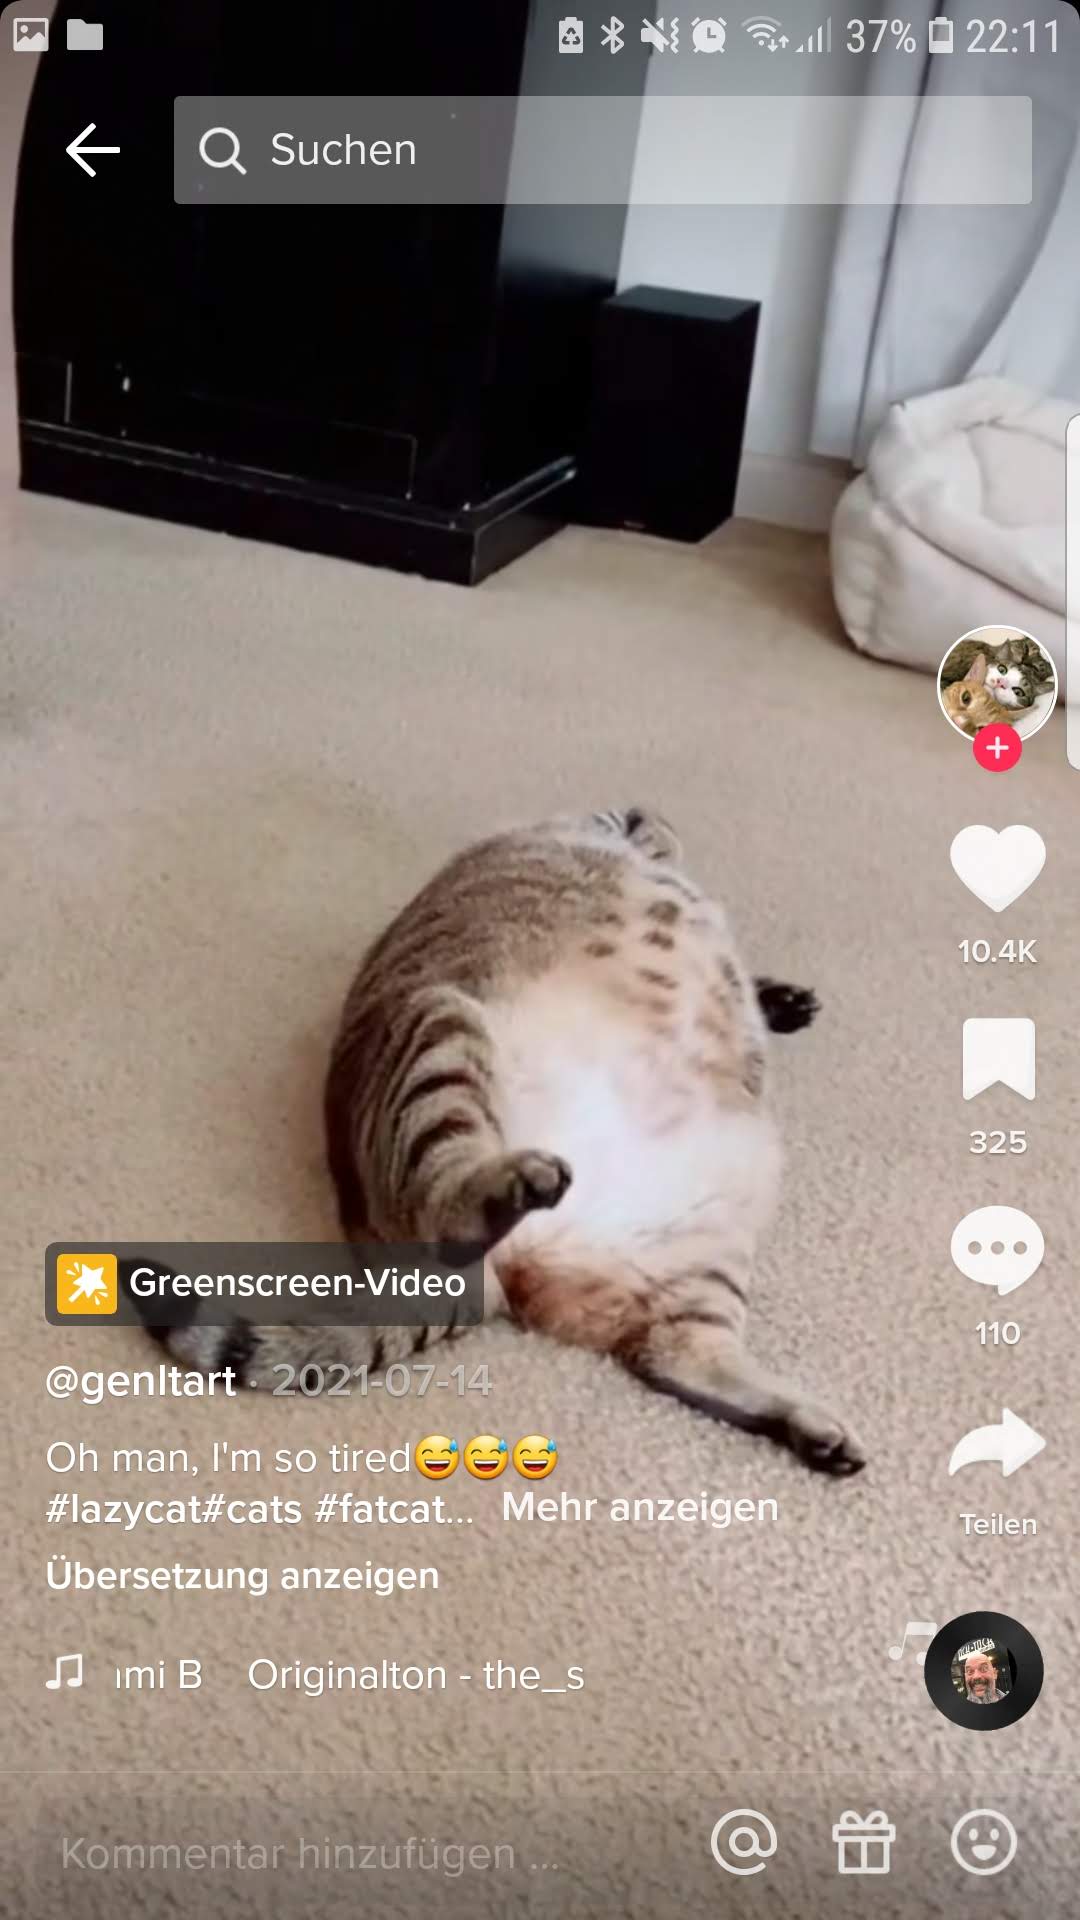 37% 22:11
Suchen
10.4K
325
110
Teilen
Greenscreen-Video
@genltart · 2021-07-14
Oh man, I'm so tired😅😅😅
#lazycat#cats #fatcat... Mehr anzeigen
Übersetzung anzeigen
mi B Originalton - the_s
Kommentar hinzufügen ...